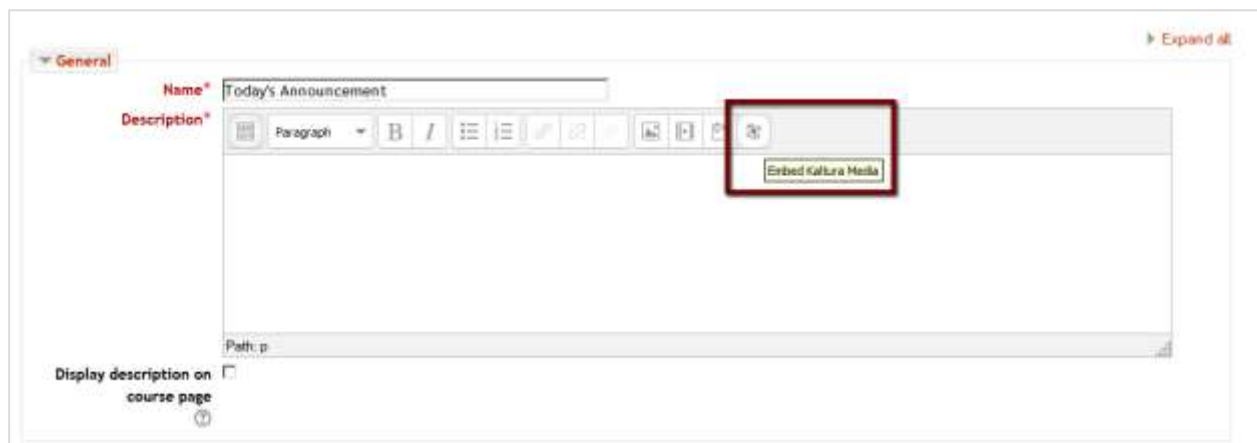 Expand all
General
Name* Today's Announcement
Description*
Paragraph B I
Embed Kaltura Media
Path: p
Display description on
course page